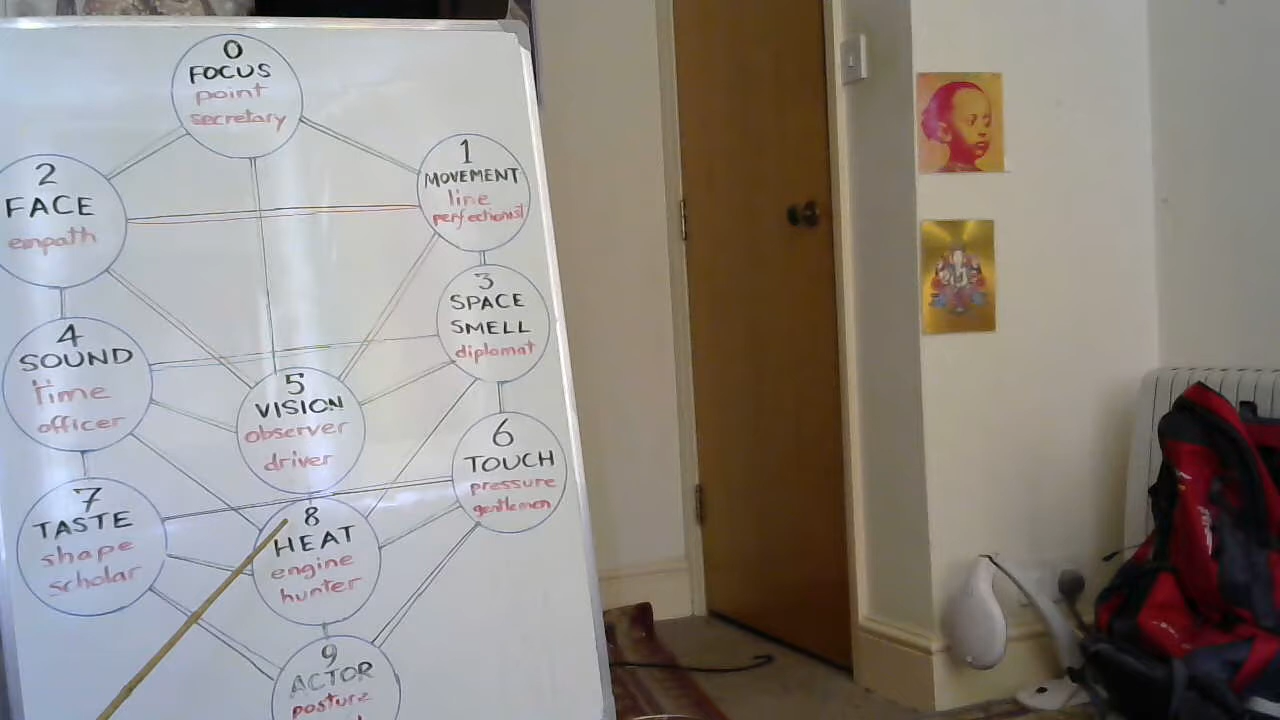 0
FOCUS
point
secretary
1
MOVEMENT
line
perfectionist
2
FACE
empath
3
SPACE
SMELL
diplomat
4
SOUND
time
officer
5
VISION
observer
driver
6
TOUCH
pressure
gentlemen
7
TASTE
shape
scholar
8
HEAT
engine
hunter
9
ACTOR
posture